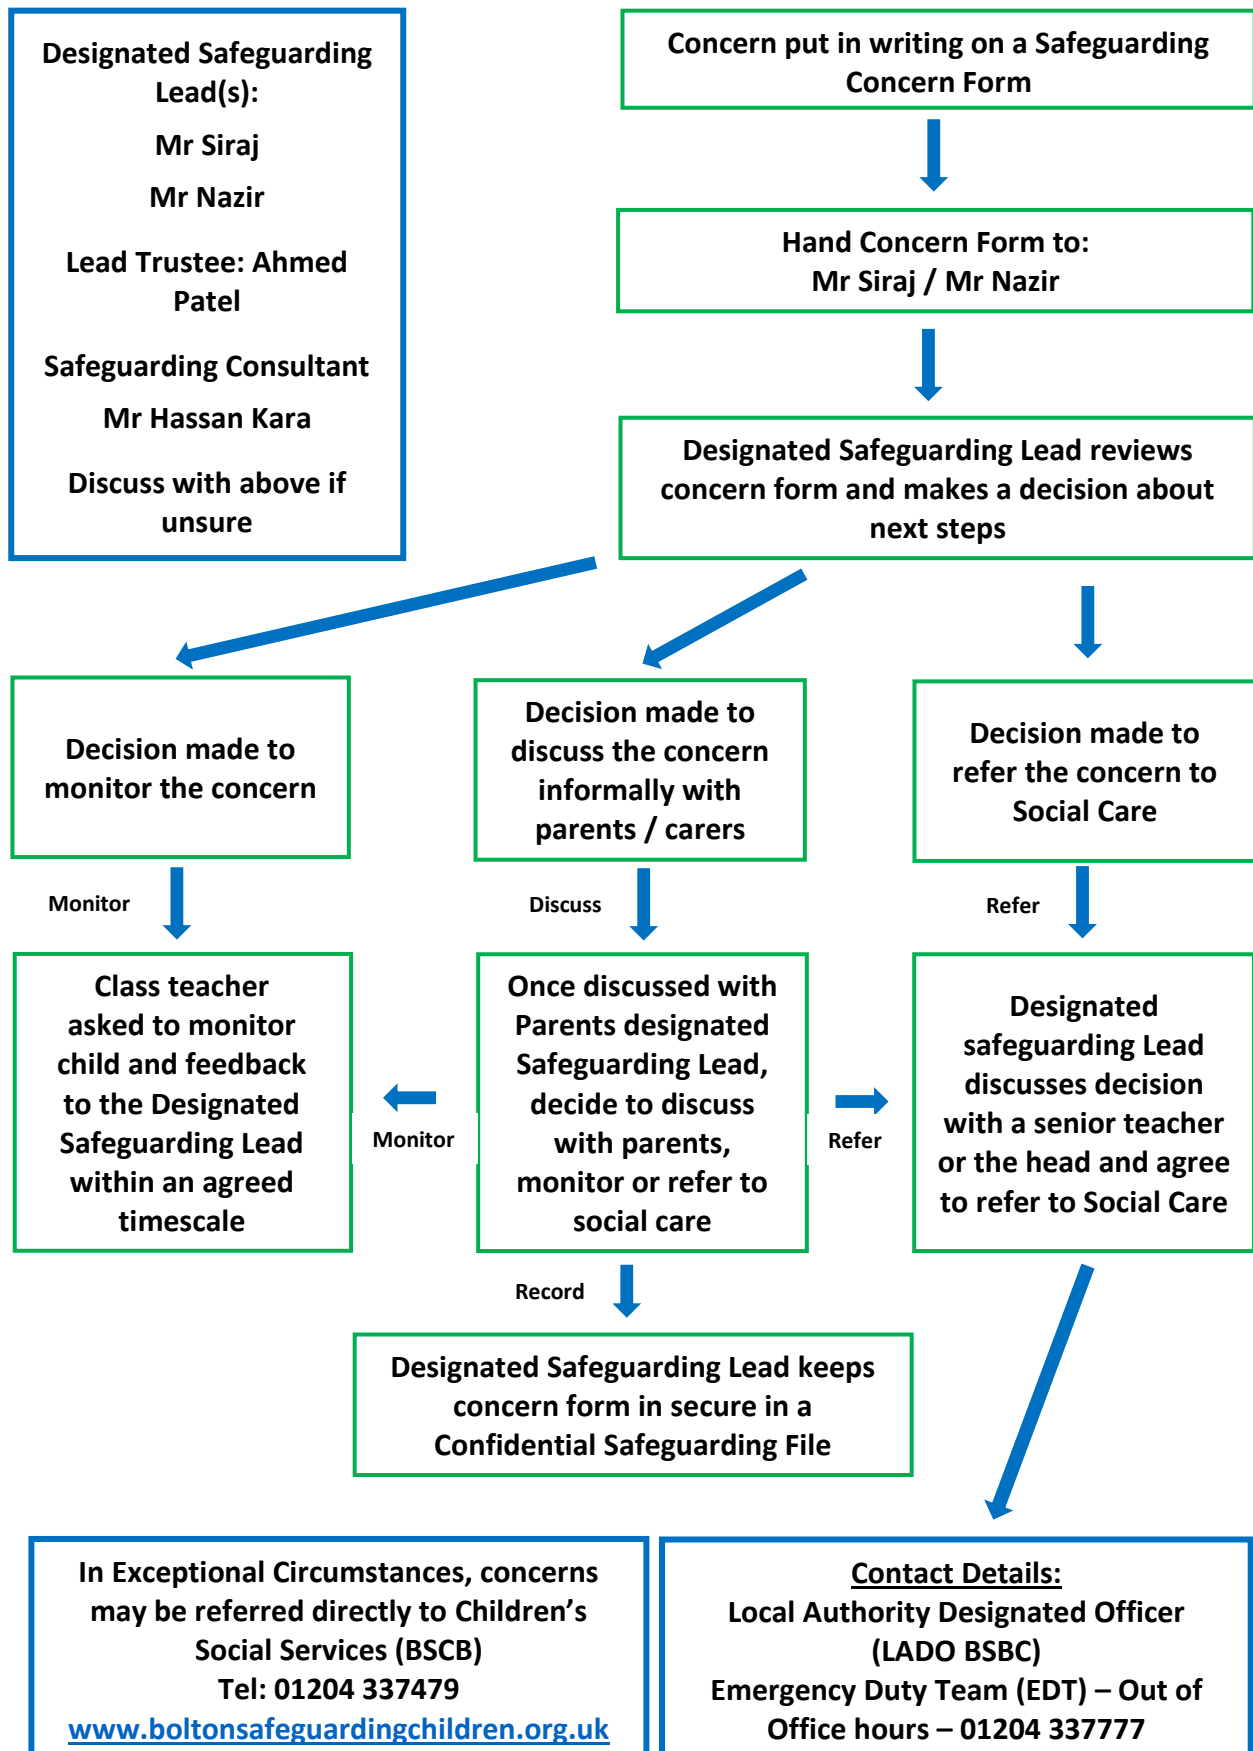 Designated Safeguarding
Lead(s):
Mr Siraj
Mr Nazir
Lead Trustee: Ahmed
Patel
Safeguarding Consultant
Mr Hassan Kara
Discuss with above if
unsure
Concern put in writing on a Safeguarding
Concern Form
Hand Concern Form to:
Mr Siraj / Mr Nazir
Designated Safeguarding Lead reviews
concern form and makes a decision about
next steps
Decision made to
monitor the concern
Decision made to
discuss the concern
informally with
parents / carers
Decision made to
refer the concern to
Social Care
Monitor
Discuss
Refer
Class teacher
asked to monitor
child and feedback
to the Designated
Safeguarding Lead
within an agreed
timescale
Monitor
Once discussed with
Parents designated
Safeguarding Lead,
decide to discuss
with parents,
monitor or refer to
social care
Refer
Designated
safeguarding Lead
discusses decision
with a senior teacher
or the head and agree
to refer to Social Care
Record
Designated Safeguarding Lead keeps
concern form in secure in a
Confidential Safeguarding File
In Exceptional Circumstances, concerns
may be referred directly to Children’s
Social Services (BSCB)
Tel: 01204 337479
www.boltonsafeguardingchildren.org.uk
Contact Details:
Local Authority Designated Officer
(LADO BSBC)
Emergency Duty Team (EDT) – Out of
Office hours – 01204 337777